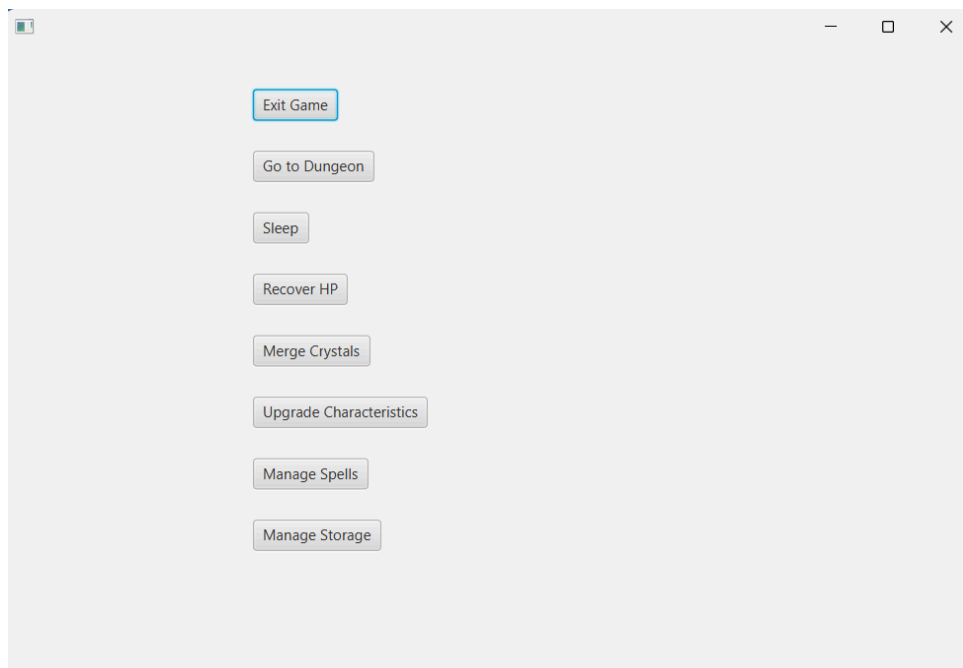 Exit Game
Go to Dungeon
Sleep
Recover HP
Merge Crystals
Upgrade Characteristics
Manage Spells
Manage Storage